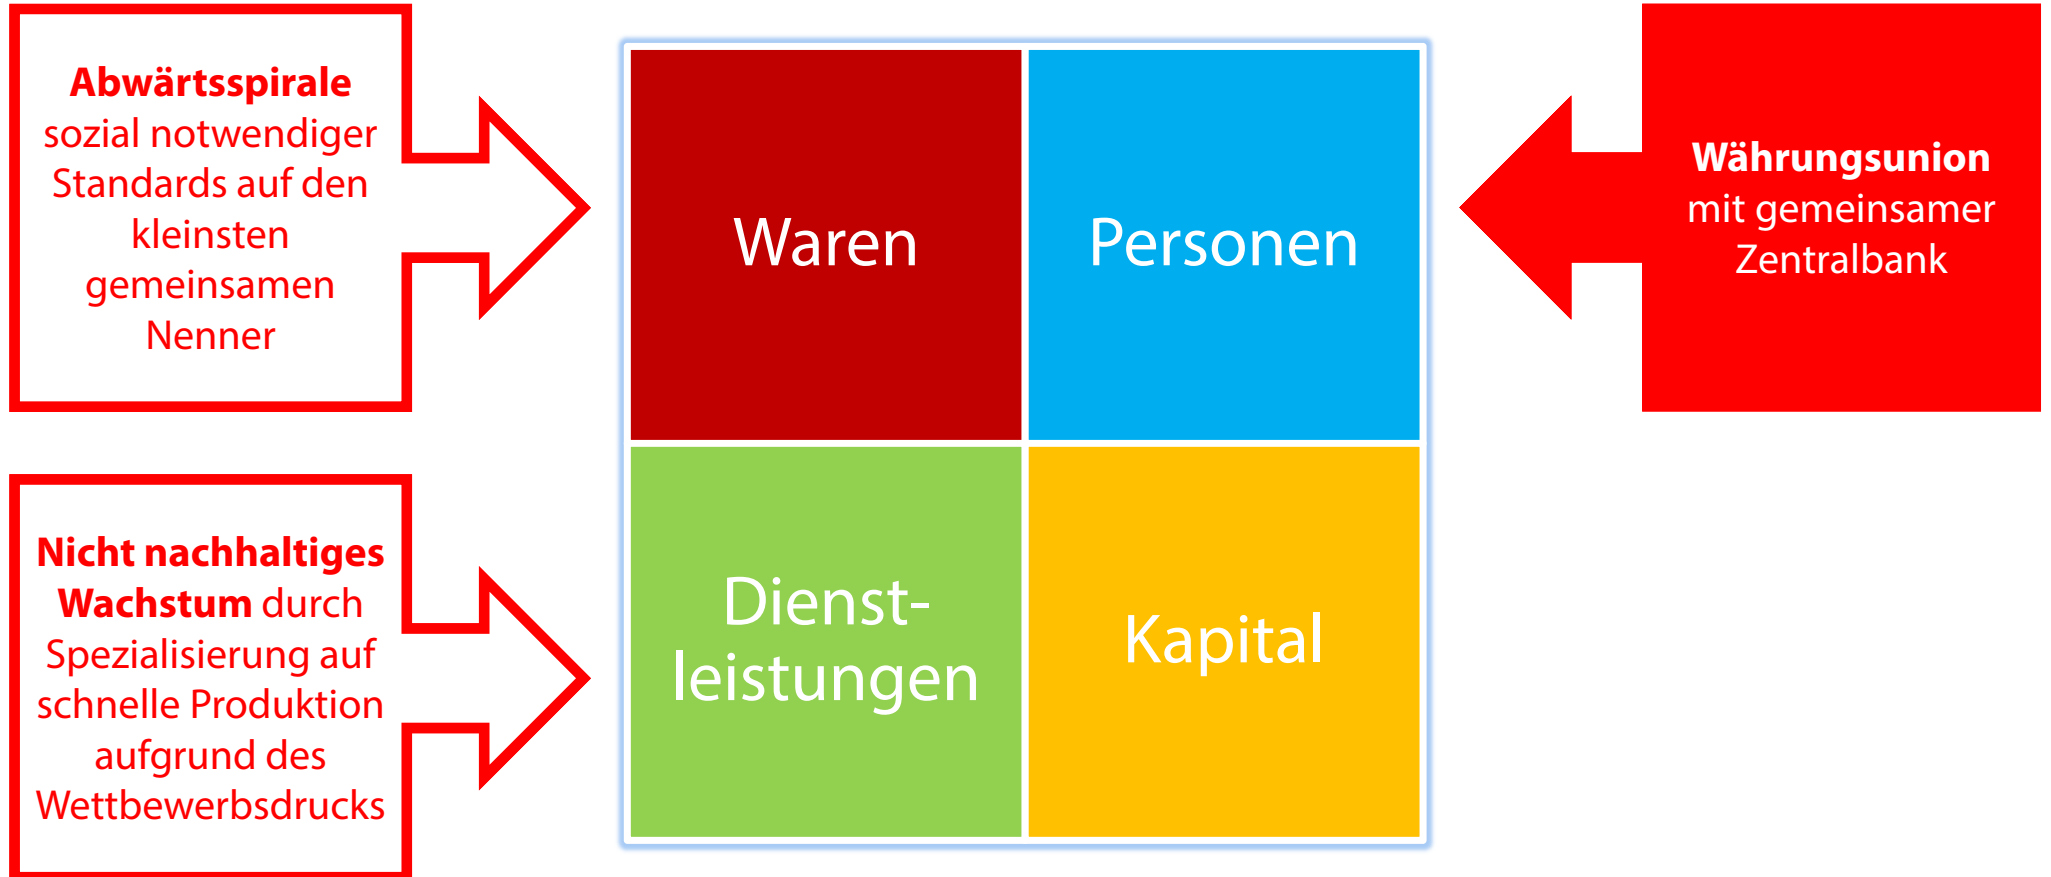 Abwärtsspirale
sozial notwendiger
Standards auf den
kleinsten
gemeinsamen
Nenner
Nicht nachhaltiges
Wachstum durch
Spezialisierung auf
schnelle Produktion
aufgrund des
Wettbewerbsdrucks
Waren
Personen
Dienst-
leistungen
Kapital
Währungsunion
mit gemeinsamer
Zentralbank